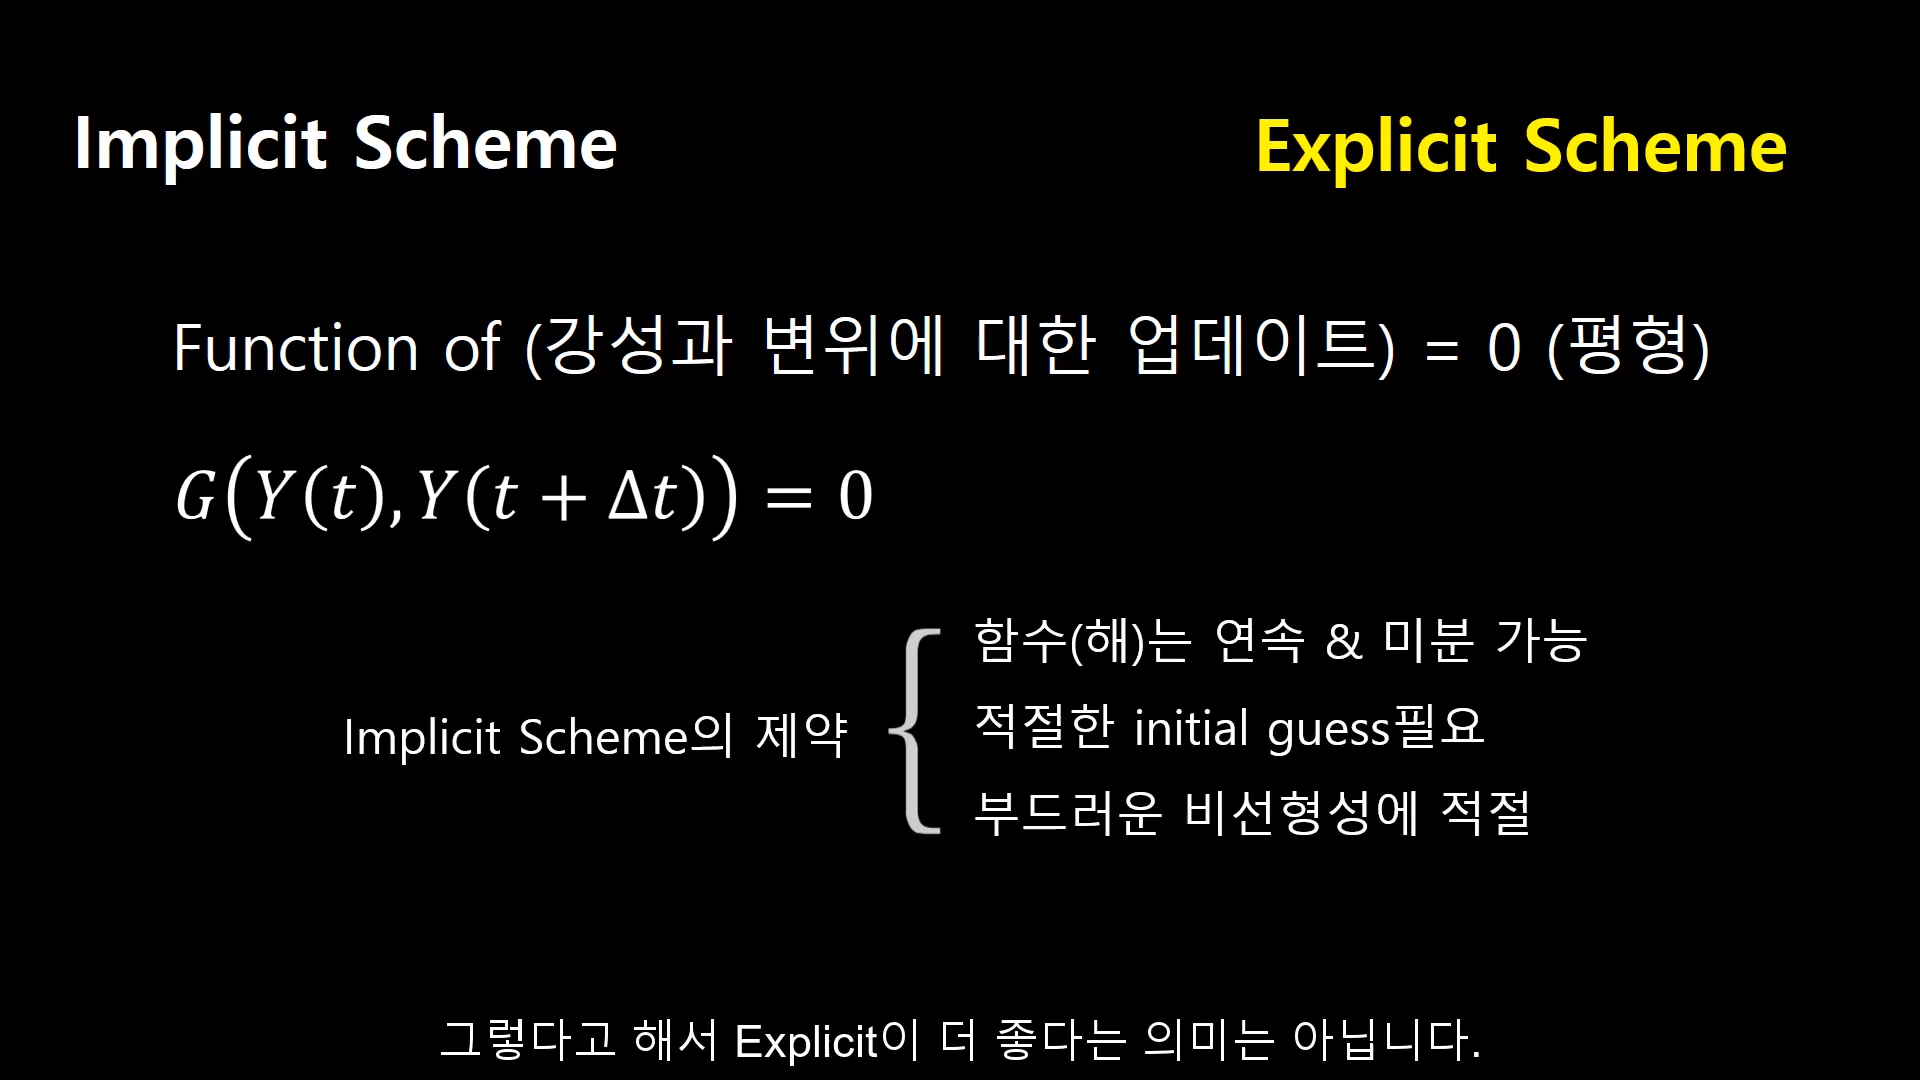 Implicit Scheme
Explicit Scheme
Function of (강성과 변위에 대한 업데이트) = 0 (평형)
G(Y(t), Y(t + Δt)) = 0
Implicit Scheme의 제약
함수(해)는 연속 & 미분 가능
적절한 initial guess필요
부드러운 비선형성에 적절
그렇다고 해서 Explicit이 더 좋다는 의미는 아닙니다.